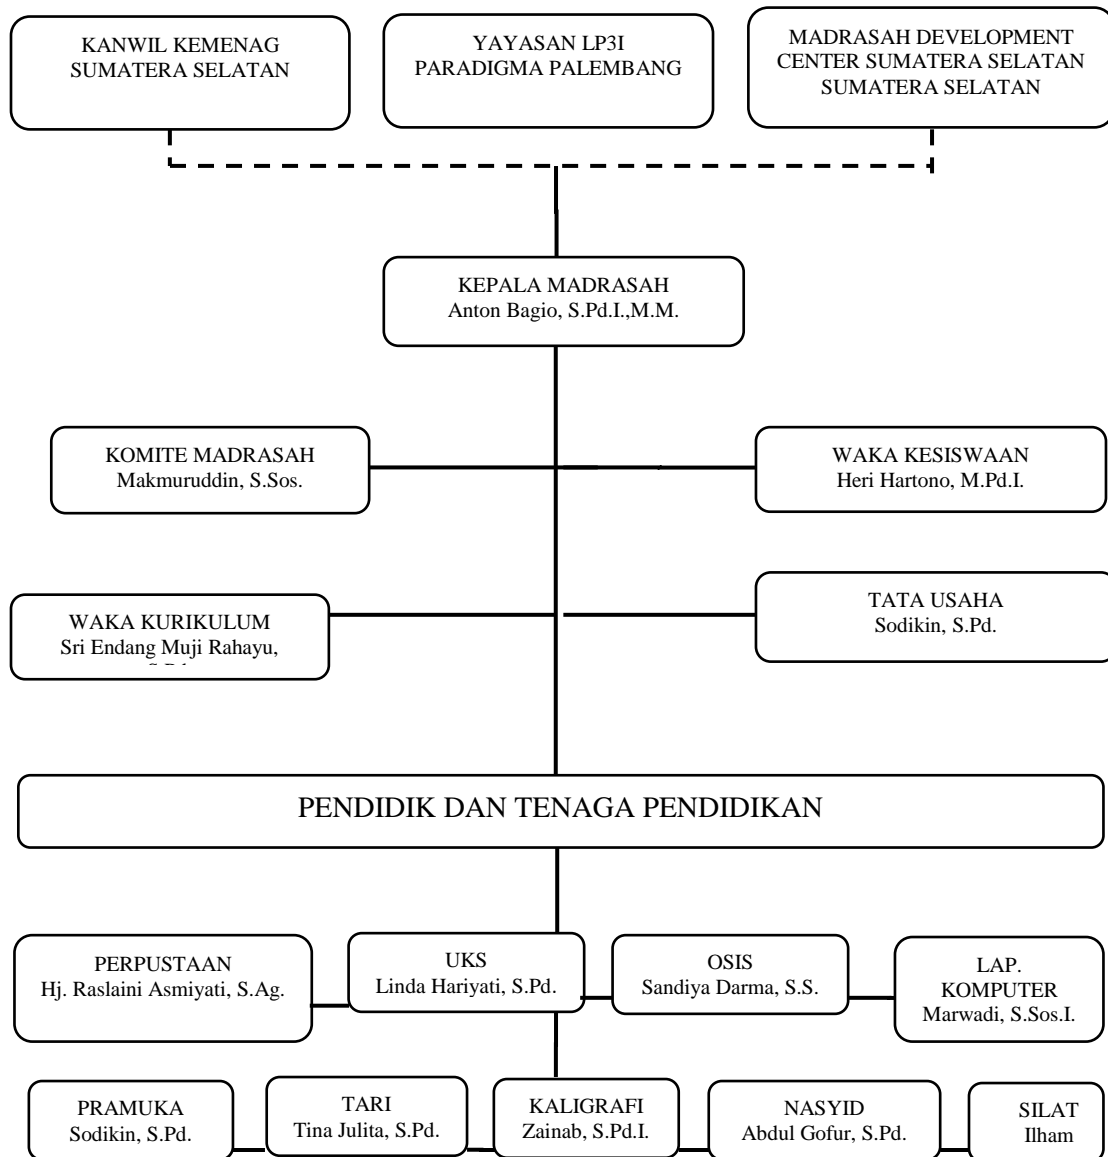 KANWIL KEMENAG
SUMATERA SELATAN
YAYASAN LP3I
PARADIGMA PALEMBANG
MADRASAH DEVELOPMENT
CENTER SUMATERA SELATAN
SUMATERA SELATAN
KEPALA MADRASAH
Anton Bagio, S.Pd.I.,M.M.
KOMITE MADRASAH
Makmuruddin, S.Sos.
WAKA KESISWAAN
Heri Hartono, M.Pd.I.
WAKA KURIKULUM
Sri Endang Muji Rahayu,
TATA USAHA
Sodikin, S.Pd.
PENDIDIK DAN TENAGA PENDIDIKAN
PERPUSTAAN
Hj. Raslaini Asmiyati, S.Ag.
UKS
Linda Hariyati, S.Pd.
OSIS
Sandiya Darma, S.S.
LAP.
KOMPUTER
Marwadi, S.Sos.I.
PRAMUKA
Sodikin, S.Pd.
TARI
Tina Julita, S.Pd.
KALIGRAFI
Zainab, S.Pd.I.
NASYID
Abdul Gofur, S.Pd.
SILAT
Ilham